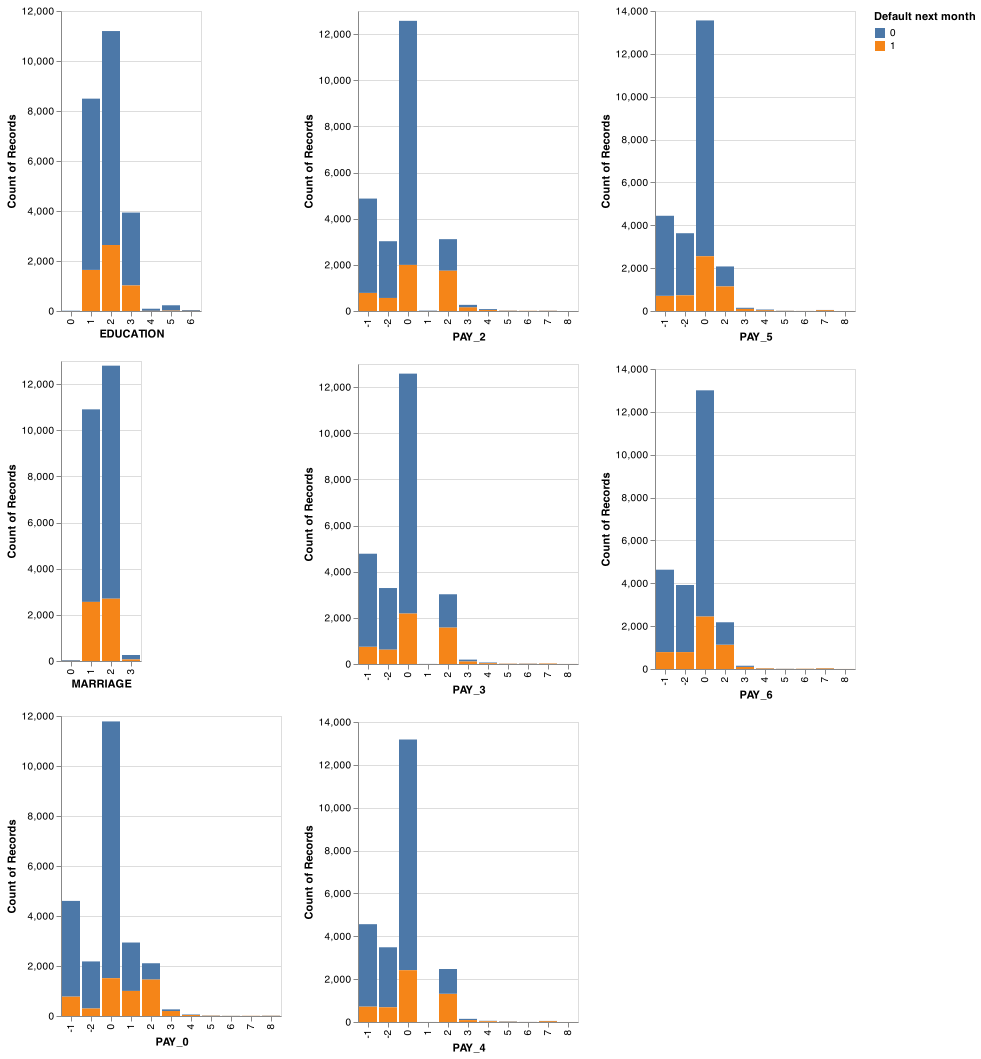 Default next month
0
1
Count of Records
12,000
10,000
8,000
6,000
4,000
2,000
0
0 1 2 3 4 5 6
EDUCATION
Count of Records
12,000
10,000
8,000
6,000
4,000
2,000
0
-1 -2 0 1 2 3 4 5 6 7 8
PAY_2
Count of Records
14,000
12,000
10,000
8,000
6,000
4,000
2,000
0
-1 -2 0 2 3 4 5 6 7 8
PAY_5
Count of Records
12,000
10,000
8,000
6,000
4,000
2,000
0
0 1 2 3
MARRIAGE
Count of Records
12,000
10,000
8,000
6,000
4,000
2,000
0
-1 -2 0 1 2 3 4 5 6 7 8
PAY_3
Count of Records
14,000
12,000
10,000
8,000
6,000
4,000
2,000
0
-1 -2 0 2 3 4 5 6 7 8
PAY_6
Count of Records
12,000
10,000
8,000
6,000
4,000
2,000
0
-1 -2 0 1 2 3 4 5 6 7 8
PAY_0
Count of Records
14,000
12,000
10,000
8,000
6,000
4,000
2,000
0
-1 -2 0 1 2 3 4 5 6 7 8
PAY_4